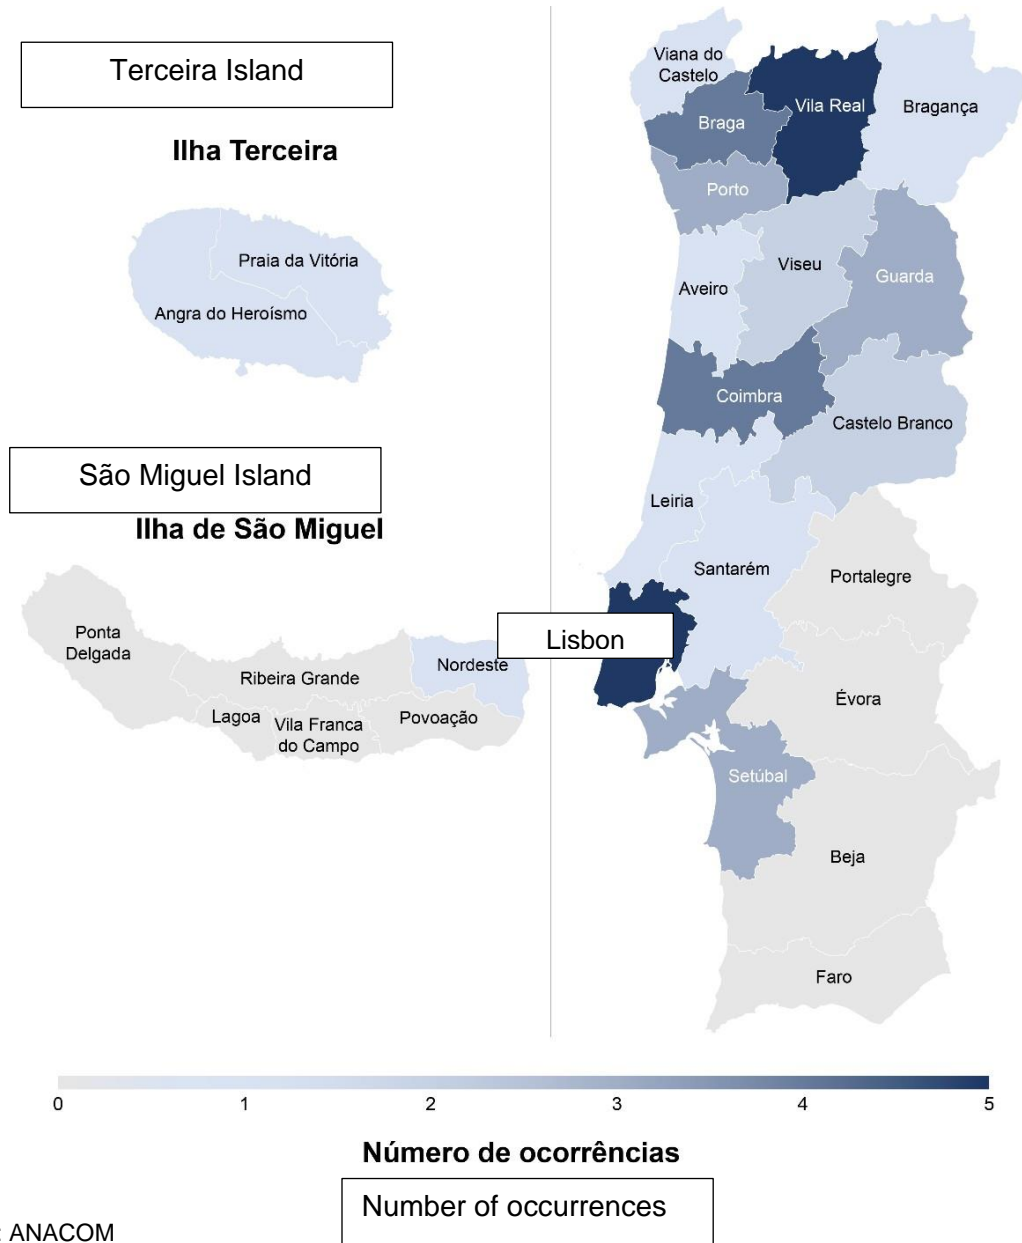 Terceira Island
Ilha Terceira
Praia da Vitória
Angra do Heroísmo
São Miguel Island
Ilha de São Miguel
Ponta
Delgada
Ribeira Grande
Nordeste
Lagoa
Vila Franca
do Campo
Povoação
Viana do
Castelo
Braga
Vila Real
Bragança
Porto
Aveiro
Viseu
Guarda
Coimbra
Castelo Branco
Leiria
Santarém
Portalegre
Lisbon
Évora
Setúbal
Beja
Faro
0 1 2 3 4 5
Número de ocorrências
Number of occurrences
: ANACOM